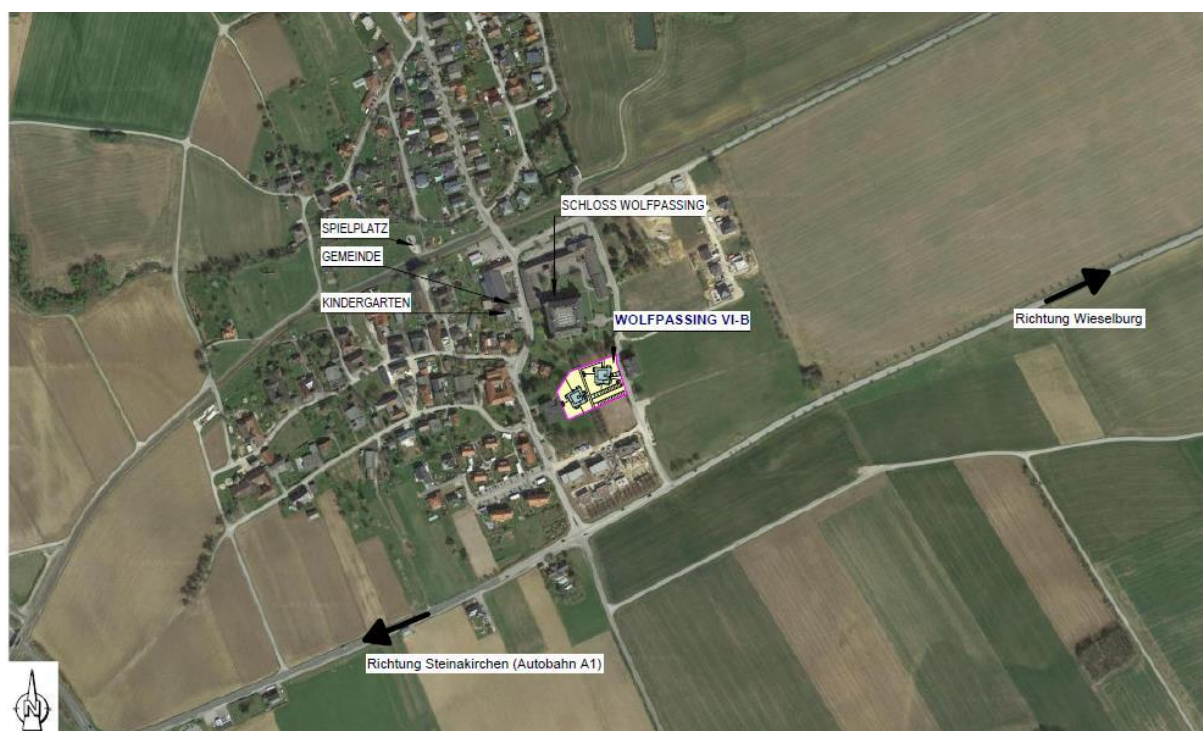 SCHLOSS WOLFPASSING
SPIELPLATZ
GEMEINDE
KINDERGARTEN
WOLFPASSING VI-B
Richtung Wieselburg
Richtung Steinakirchen (Autobahn A1)
N